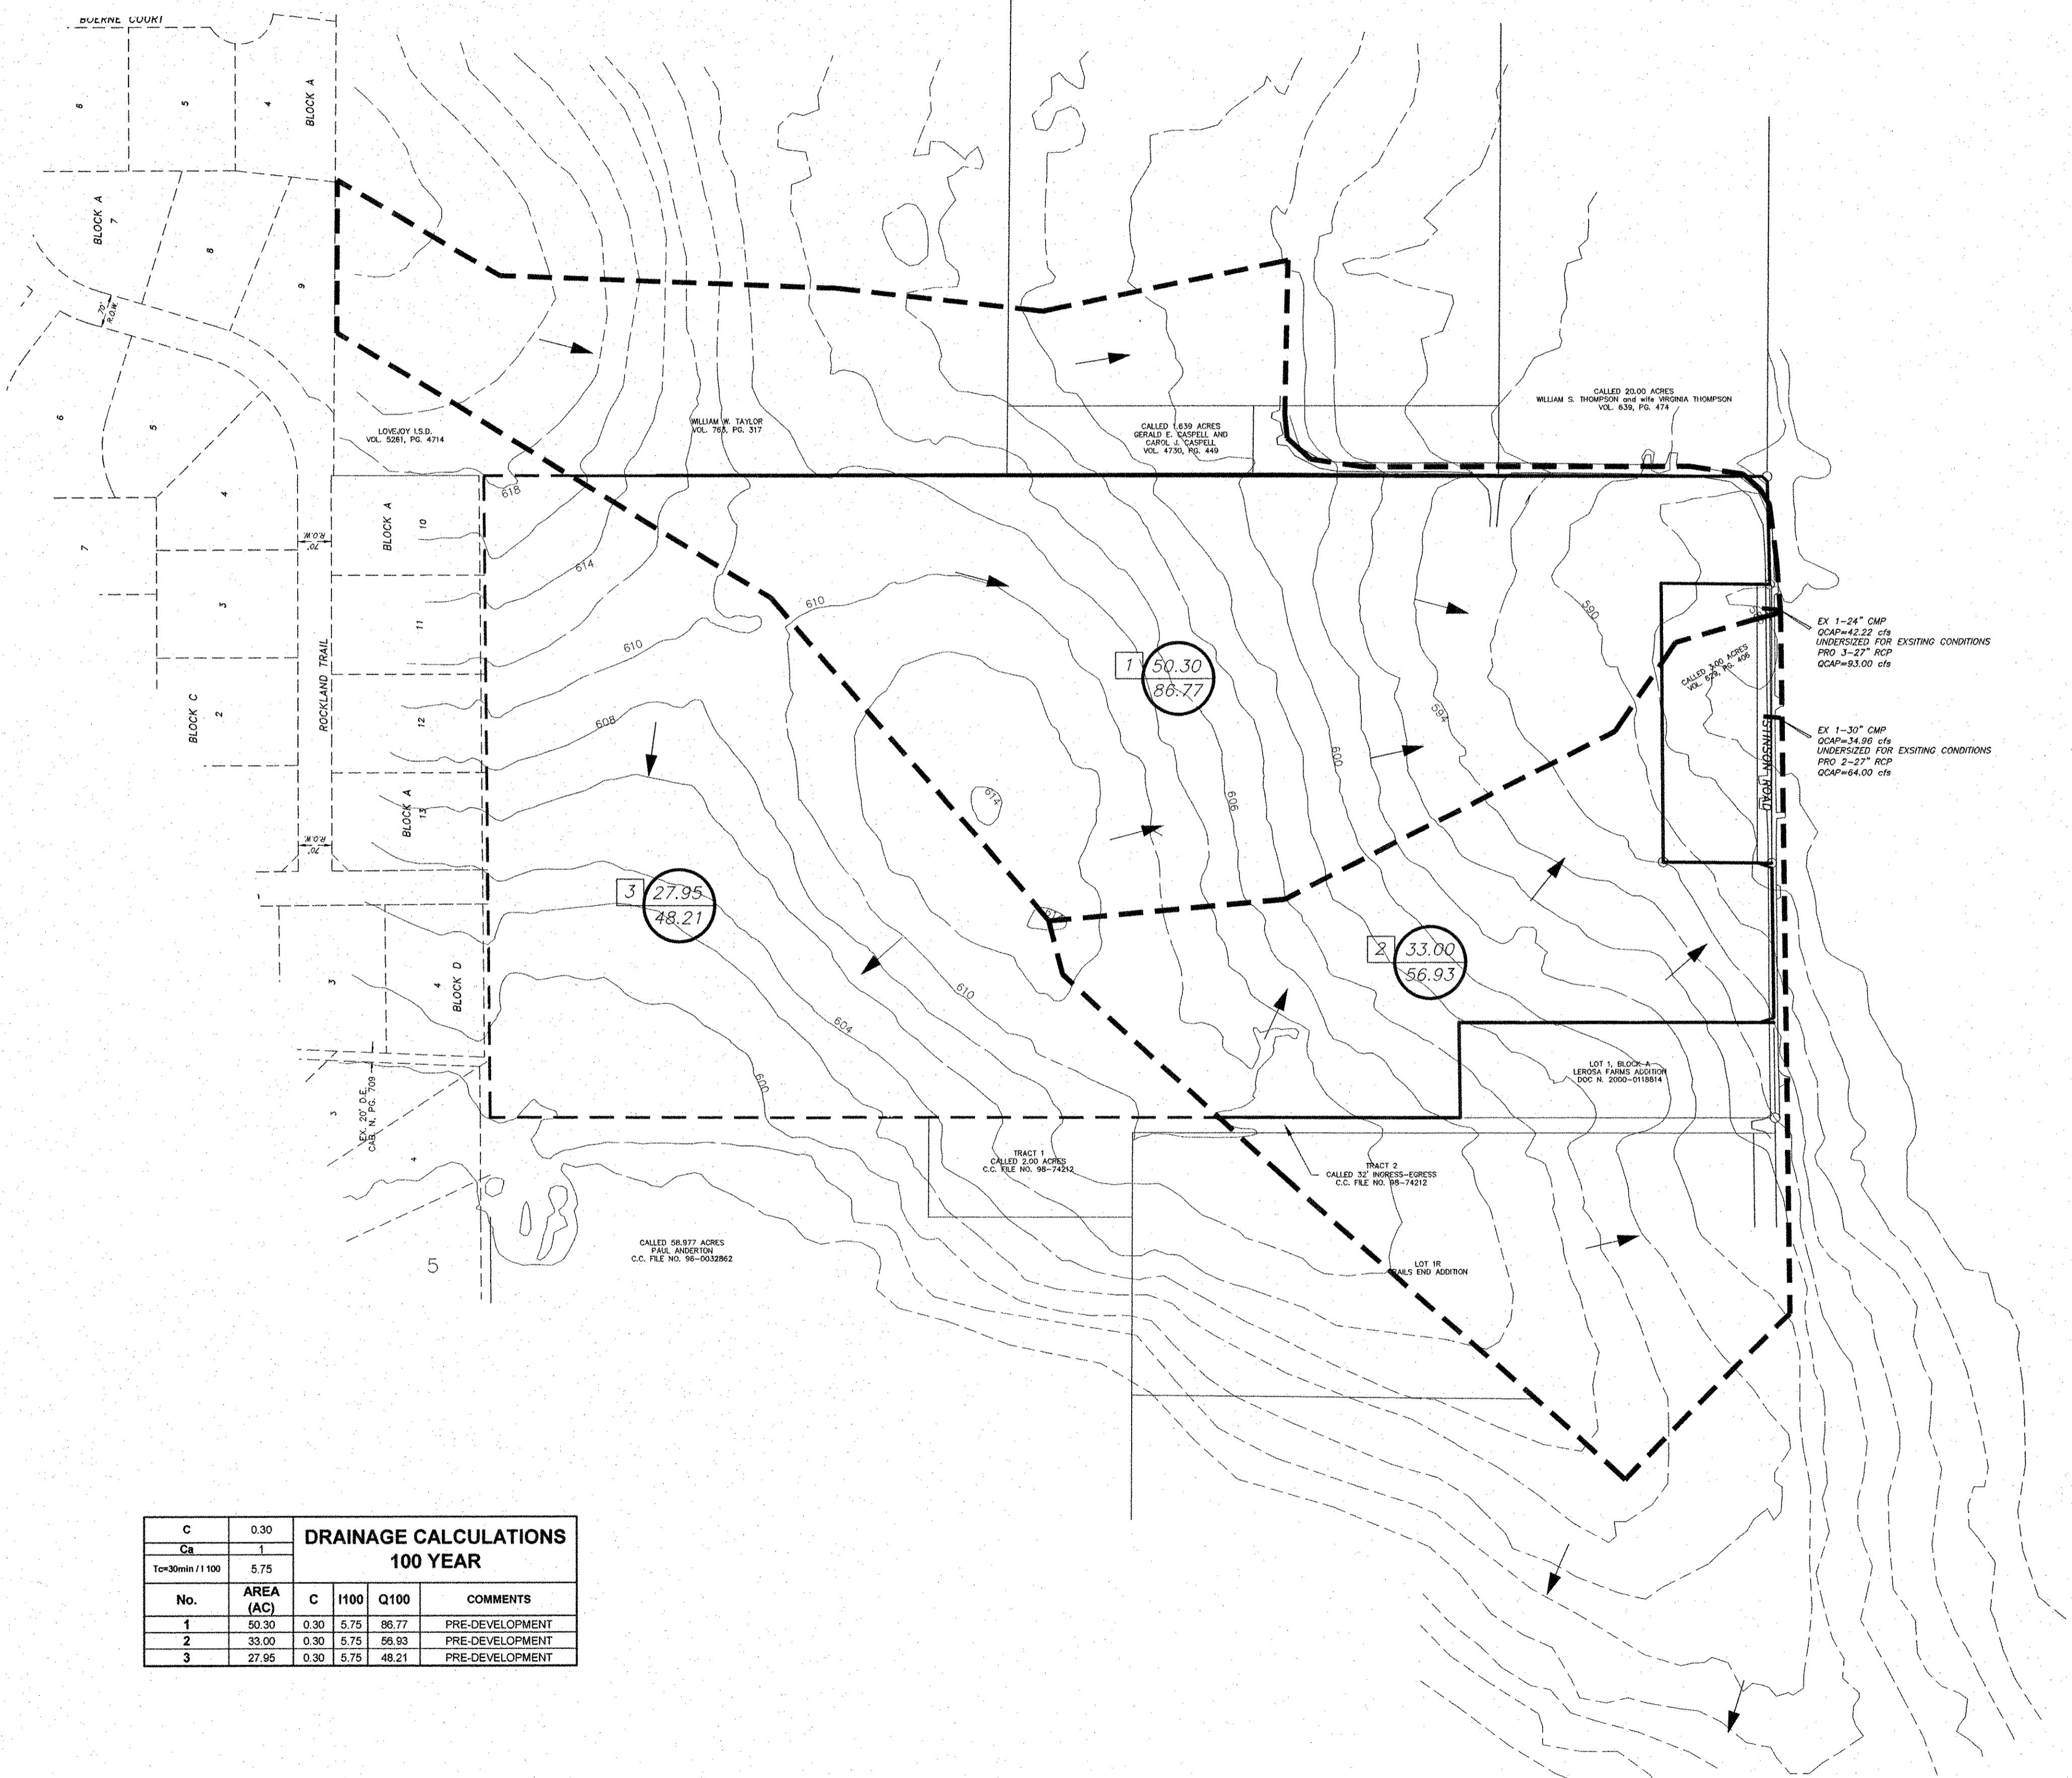 BOERNE COURT
6
5
4
BLOCK A
BLOCK A
7
8
9
70'
R.O.W.
6
5
4
7
3
2
BLOCK C
R.O.W.
70'
ROCKLAND TRAIL
R.O.W.
70'
BLOCK A
10
11
12
BLOCK A
13
3
4
BLOCK D
3
EX. 20' D.E.
CAB. N, PG. 709
4
5
LOVEJOY I.S.D.
VOL. 5261, PG. 4714
WILLIAM W. TAYLOR
VOL. 763, PG. 317
CALLED 1.639 ACRES
GERALD E. CASPELL AND
CAROL J. CASPELL
VOL. 4730, PG. 449
CALLED 20.00 ACRES
WILLIAM S. THOMPSON and wife VIRGINIA THOMPSON
VOL. 639, PG. 474
618
614
610
610
608
614
610
604
600
606
600
594
590
1
50.30
86.77
3
27.95
48.21
2
33.00
56.93
CALLED 3.00 ACRES
VOL. 829, PG. 406
STINSON ROAD
EX 1-24" CMP
QCAP=42.22 cfs
UNDERSIZED FOR EXSITING CONDITIONS
PRO 3-27" RCP
QCAP=93.00 cfs
EX 1-30" CMP
QCAP=34.96 cfs
UNDERSIZED FOR EXSITING CONDITIONS
PRO 2-27" RCP
QCAP=64.00 cfs
LOT 1, BLOCK A
LEROSA FARMS ADDITION
DOC N. 2000-0118814
TRACT 1
CALLED 2.00 ACRES
C.C. FILE NO. 98-74212
TRACT 2
CALLED 32' INGRESS-EGRESS
C.C. FILE NO. 98-74212
CALLED 58.977 ACRES
PAUL ANDERTON
C.C. FILE NO. 96-0032862
LOT 1R
TRAILS END ADDITION
C 0.30
Ca 1
Tc=30min / I 100 5.75
DRAINAGE CALCULATIONS
100 YEAR
No. AREA (AC) C I100 Q100 COMMENTS
1 50.30 0.30 5.75 86.77 PRE-DEVELOPMENT
2 33.00 0.30 5.75 56.93 PRE-DEVELOPMENT
3 27.95 0.30 5.75 48.21 PRE-DEVELOPMENT